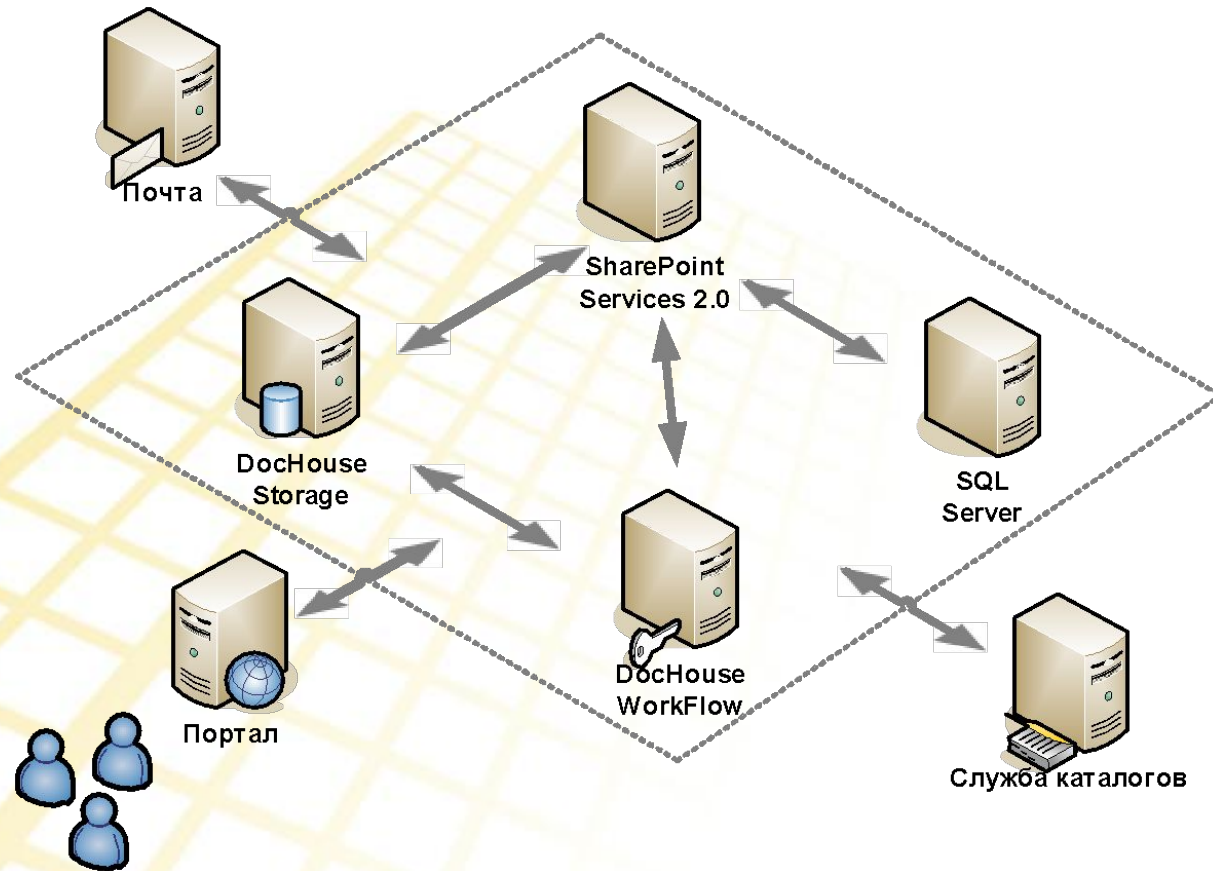 Почта
SharePoint
Services 2.0
DocHouse
Storage
SQL
Server
DocHouse
WorkFlow
Портал
Служба каталогов